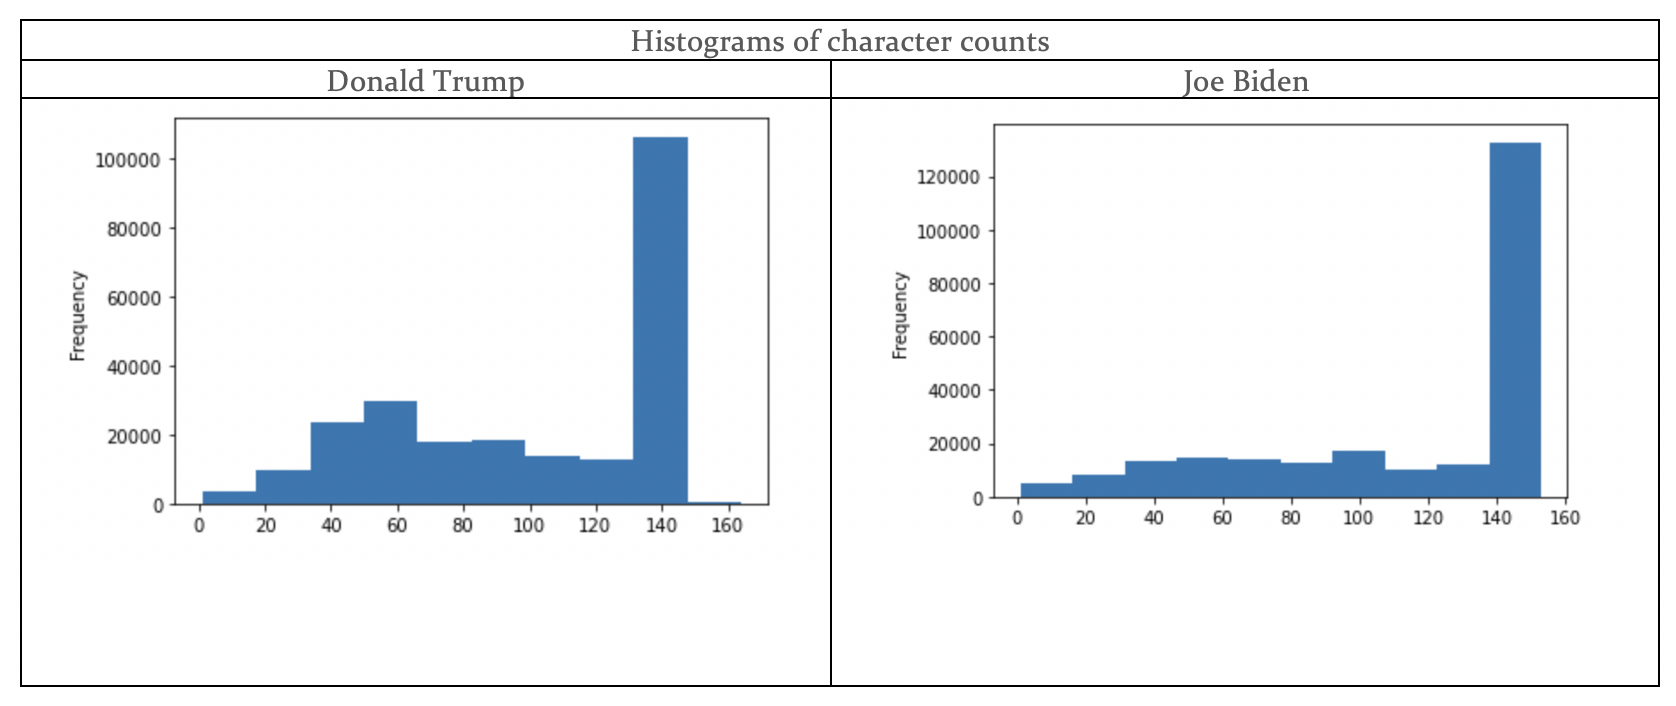 Histograms of character counts
Donald Trump
Joe Biden
100000
80000
60000
40000
20000
0
Frequency
0 20 40 60 80 100 120 140 160
120000
100000
80000
60000
40000
20000
0
Frequency
0 20 40 60 80 100 120 140 160